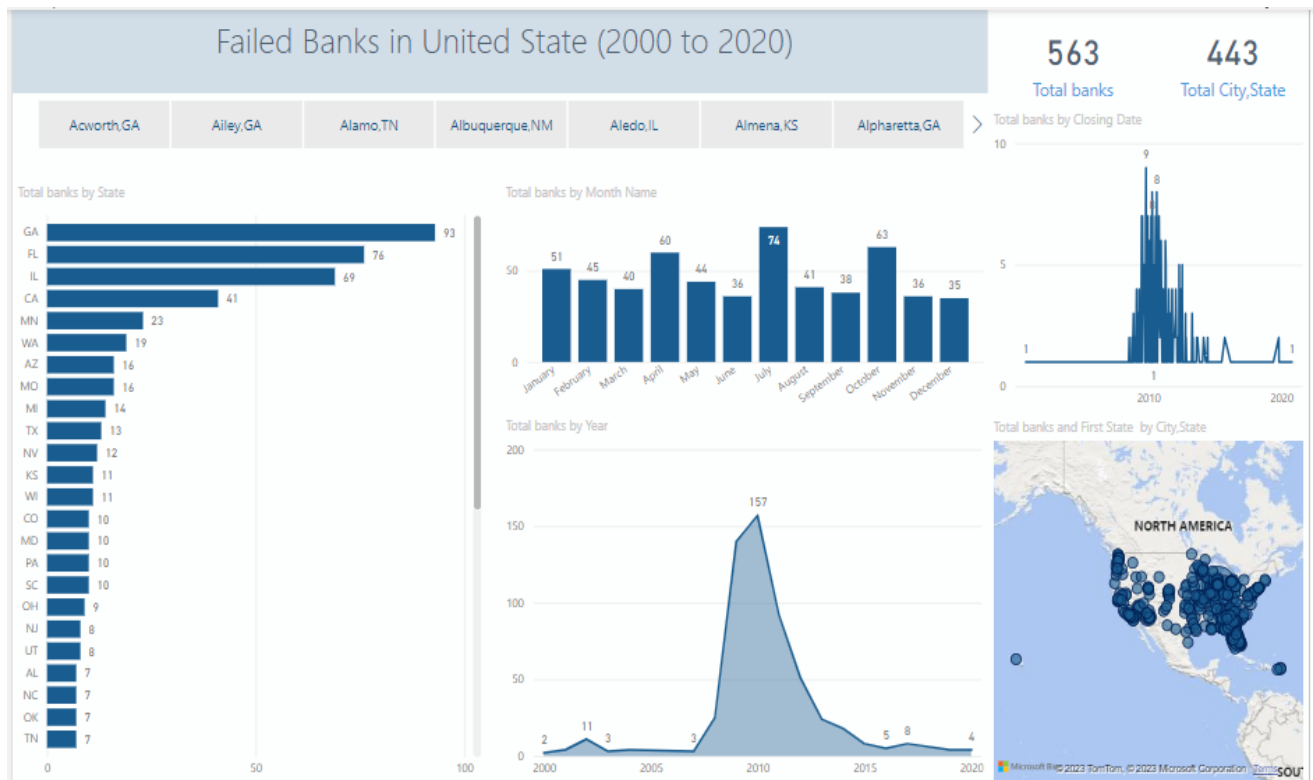 Failed Banks in United State (2000 to 2020)
563
Total banks
443
Total City,State
Acworth,GA
Ailey,GA
Alamo,TN
Albuquerque,NM
Aledo,IL
Almena,KS
Alpharetta,GA
Total banks by State
GA 93
FL 76
IL 69
CA 41
MN 23
WA 19
AZ 16
MO 16
MI 14
TX 13
NV 12
KS 11
WI 11
CO 10
MD 10
PA 10
SC 10
OH 9
NJ 8
UT 8
AL 7
NC 7
OK 7
TN 7
0 50 100
Total banks by Month Name
50
0
51 45 40 60 44 36 74 41 38 63 36 35
January February March April May June July August September October November December
Total banks by Year
200
150
100
50
0
2 11 3 3 157 5 8 4
2000 2005 2010 2015 2020
Total banks by Closing Date
10
5
0
1 9 8 1 1
2010 2020
Total banks and First State by City,State
NORTH AMERICA
© 2023 TomTom, © 2023 Microsoft Corporation Terms
SOU